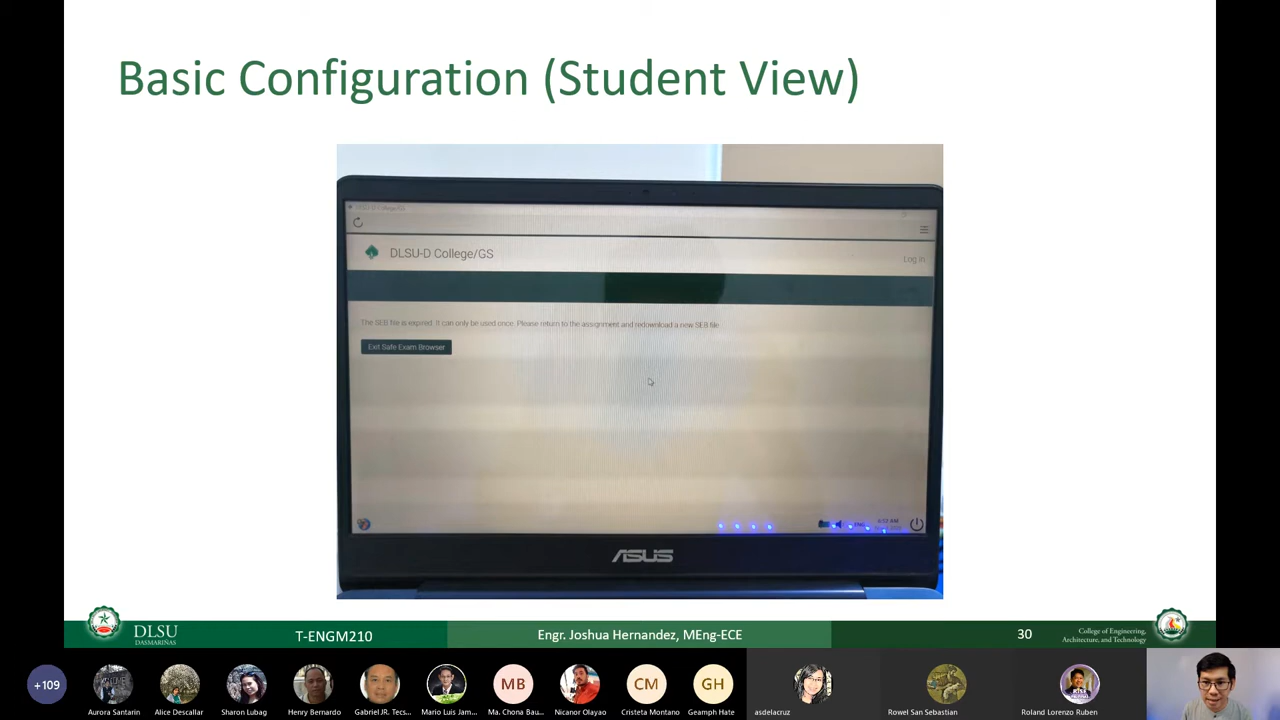 Basic Configuration (Student View)
DLSU-D College/GS
Log in
The SEB file is expired. It can only be used once. Please return to the assignment and redownload a new SEB file
Exit Safe Exam Browser
6:53 AM
ASUS
DLSU
DASMARIÑAS
T-ENGM210
Engr. Joshua Hernandez, MEng-ECE
30
College of Engineering,
Architecture, and Technology
+109
MB
CM
GH
Aurora Santarin
Alice Descallar
Sharon Lubag
Henry Bernardo
Gabriel JR. Tecs...
Mario Luis Jam...
Ma. Chona Bau...
Nicanor Olayao
Cristeta Montano
Geamph Hate
asdelacruz
Rowel San Sebastian
Roland Lorenzo Ruben